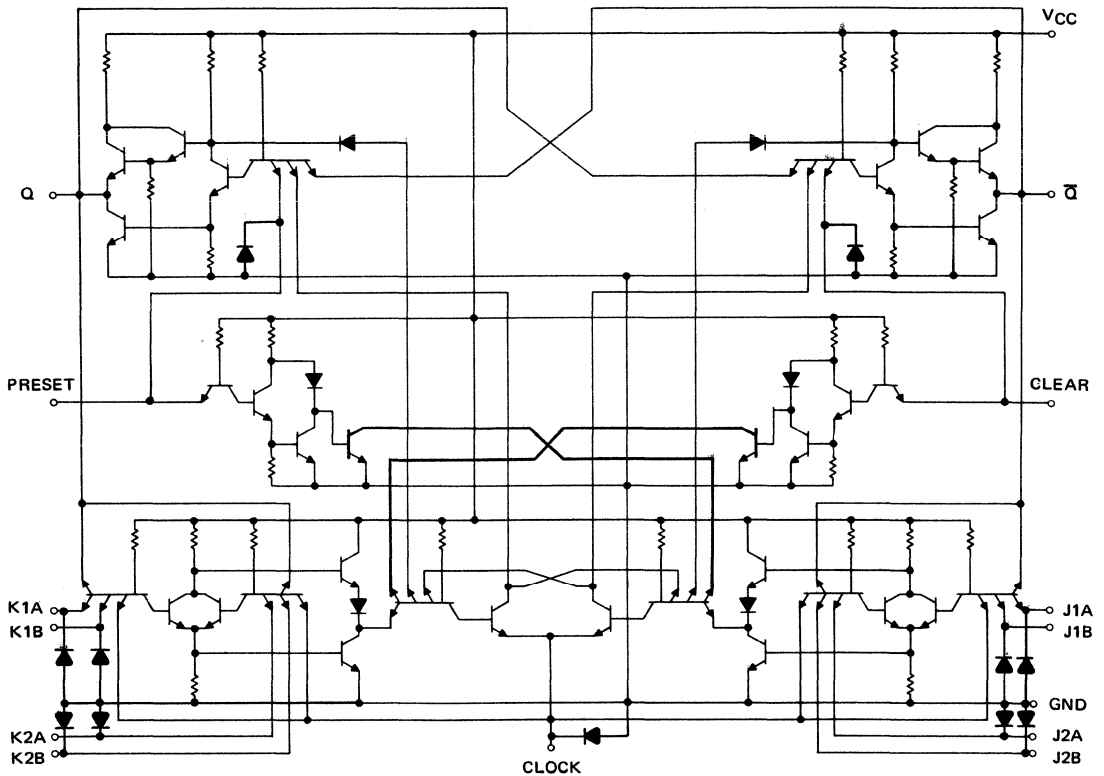 VCC
Q
Q̅
PRESET
CLEAR
K1A
K1B
J1A
J1B
GND
K2A
K2B
J2A
J2B
CLOCK